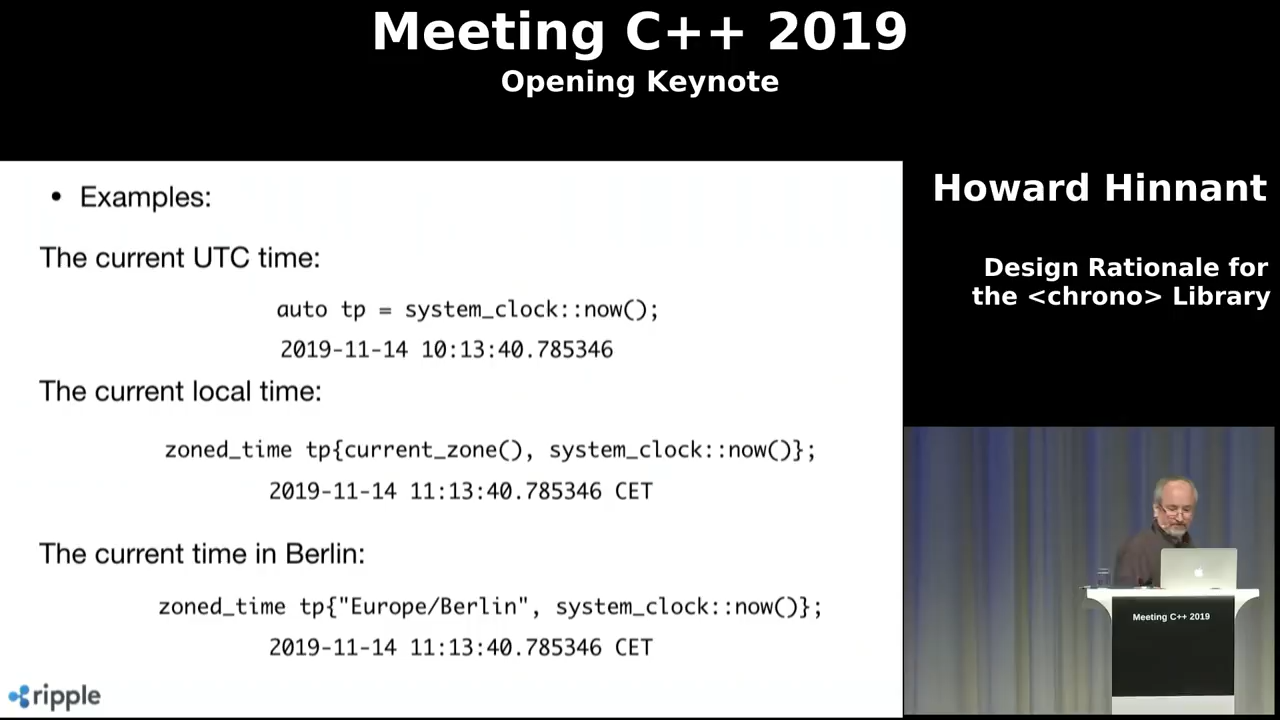 Meeting C++ 2019
Opening Keynote
• Examples:
The current UTC time:
auto tp = system_clock::now();
2019-11-14 10:13:40.785346
The current local time:
zoned_time tp{current_zone(), system_clock::now()};
2019-11-14 11:13:40.785346 CET
The current time in Berlin:
zoned_time tp{"Europe/Berlin", system_clock::now()};
2019-11-14 11:13:40.785346 CET
ripple
Howard Hinnant
Design Rationale for
the <chrono> Library
Meeting C++ 2019